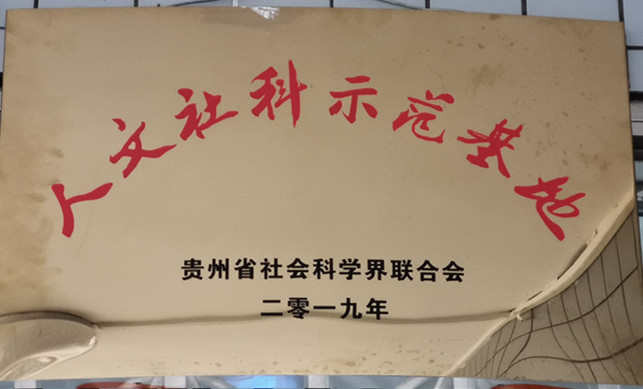 人文社科示范基地
贵州省社会科学界联合会
二零一九年